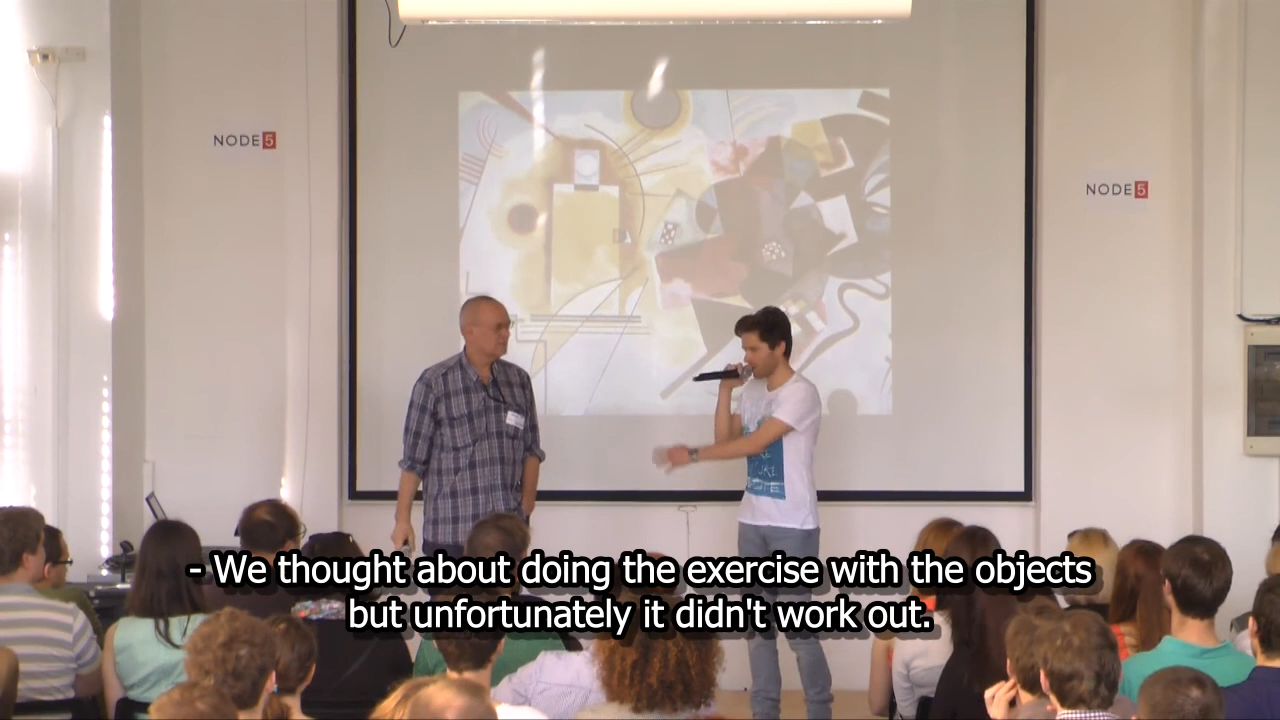 NODE5
NODE5
- We thought about doing the exercise with the objects
but unfortunately it didn't work out.